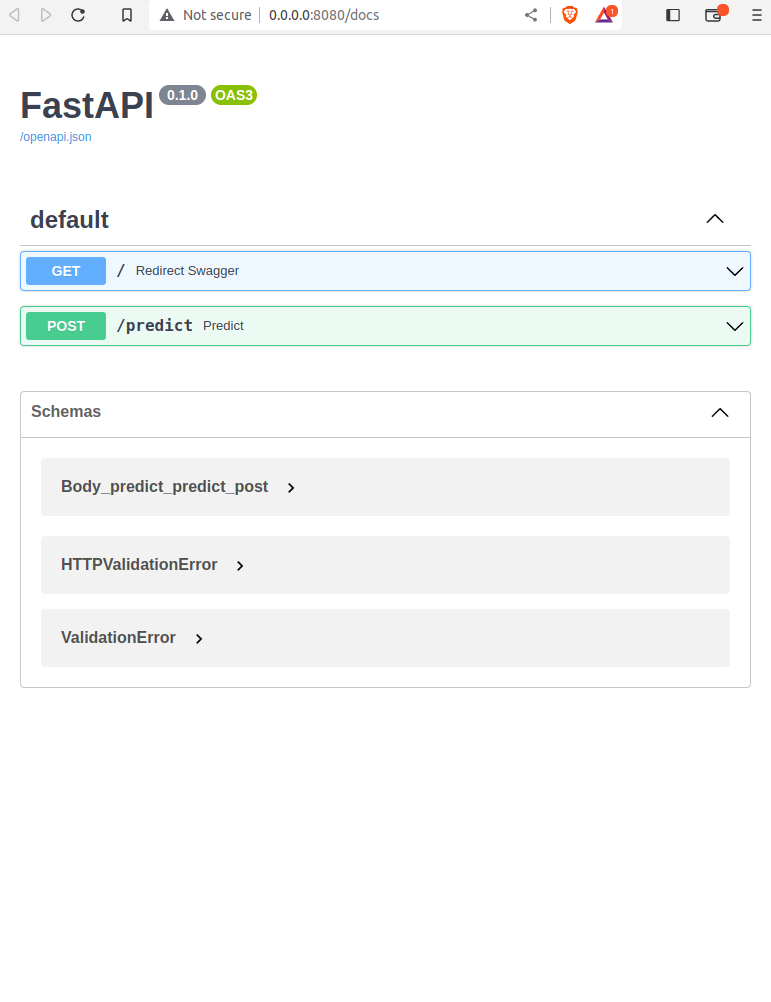 Not secure 0.0.0.0:8080/docs 1
FastAPI 0.1.0 OAS3
/openapi.json
default
GET / Redirect Swagger
POST /predict Predict
Schemas
Body_predict_predict_post
HTTPValidationError
ValidationError